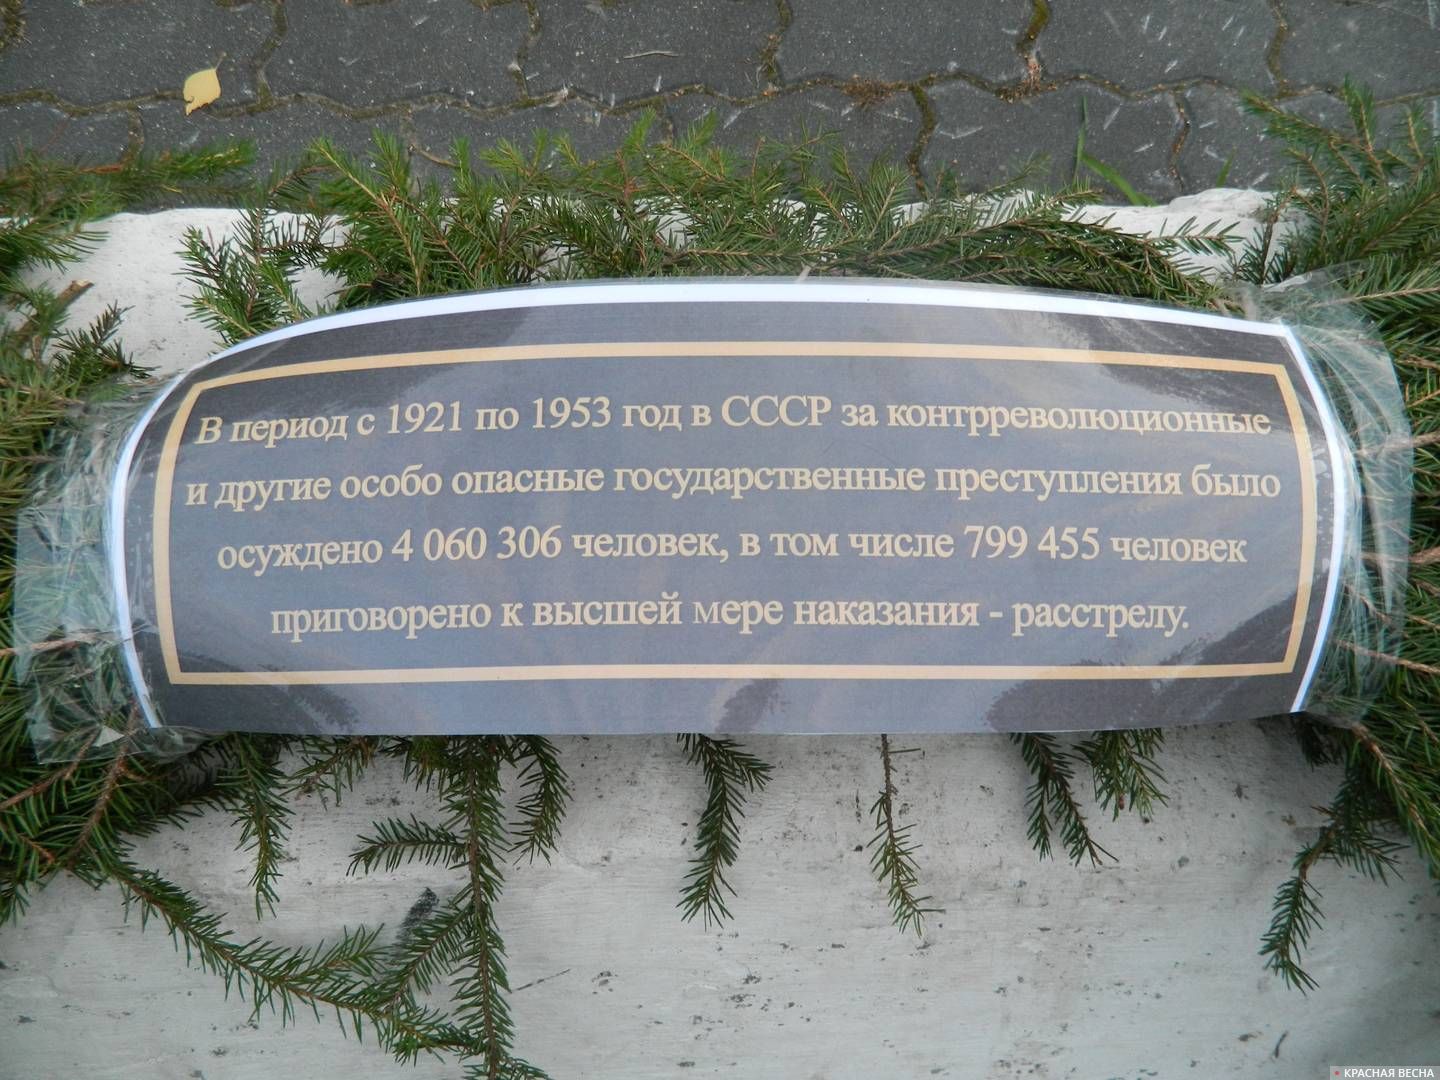 В период с 1921 по 1953 год в СССР за контрреволюционные
и другие особо опасные государственные преступления было
осуждено 4 060 306 человек, в том числе 799 455 человек
приговорено к высшей мере наказания - расстрелу.
КРАСНАЯ ВЕСНА